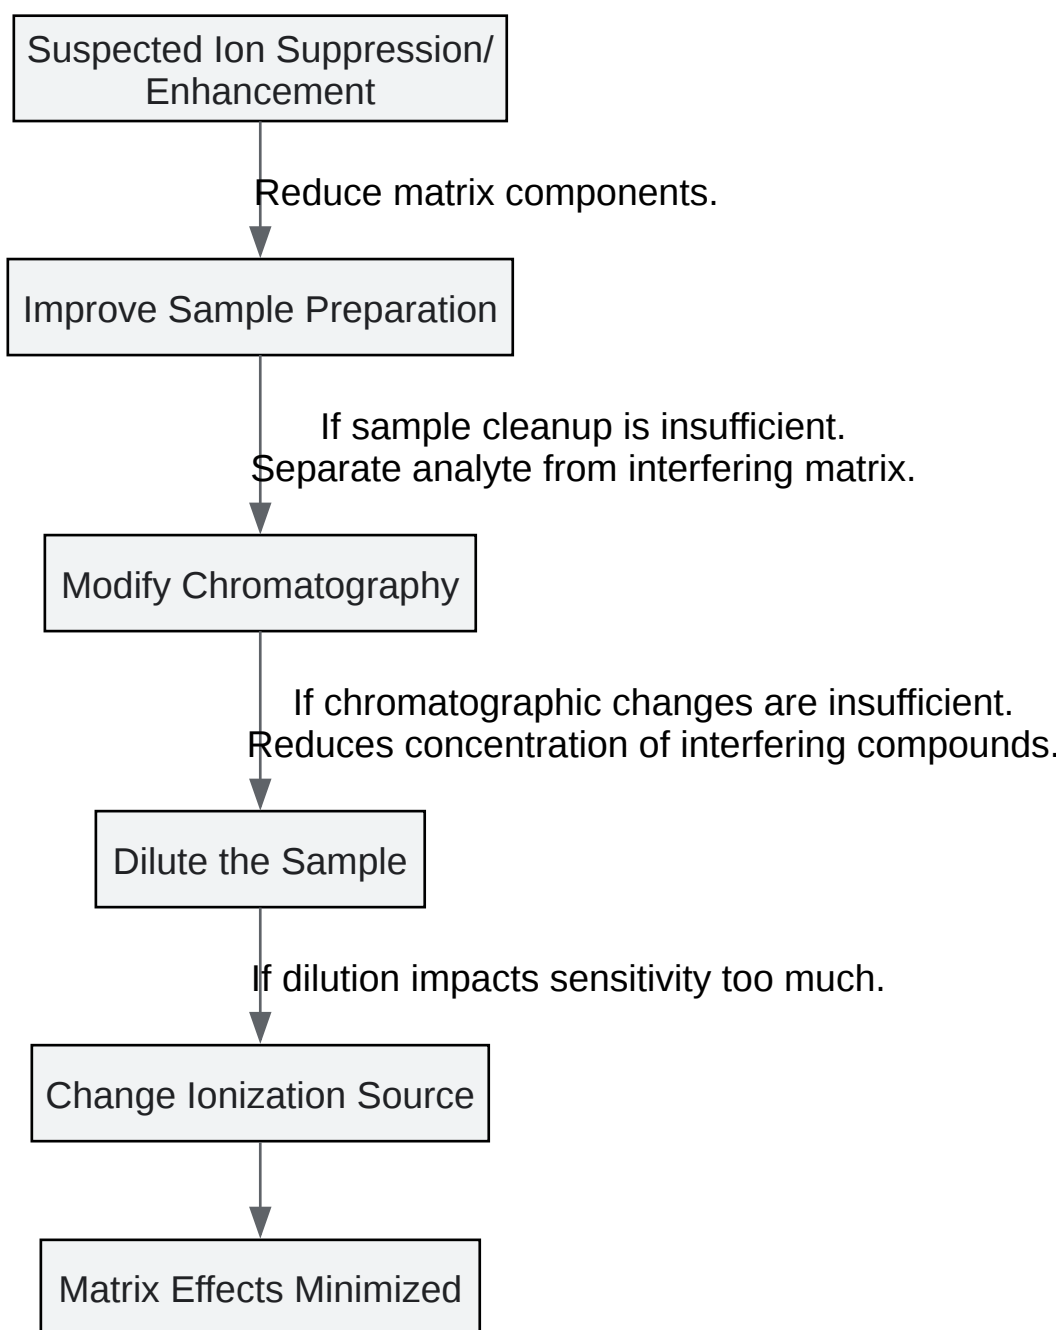 Suspected Ion Suppression/
Enhancement
Reduce matrix components.
Improve Sample Preparation
If sample cleanup is insufficient.
Separate analyte from interfering matrix.
Modify Chromatography
If chromatographic changes are insufficient.
Reduces concentration of interfering compounds.
Dilute the Sample
If dilution impacts sensitivity too much.
Change Ionization Source
Matrix Effects Minimized